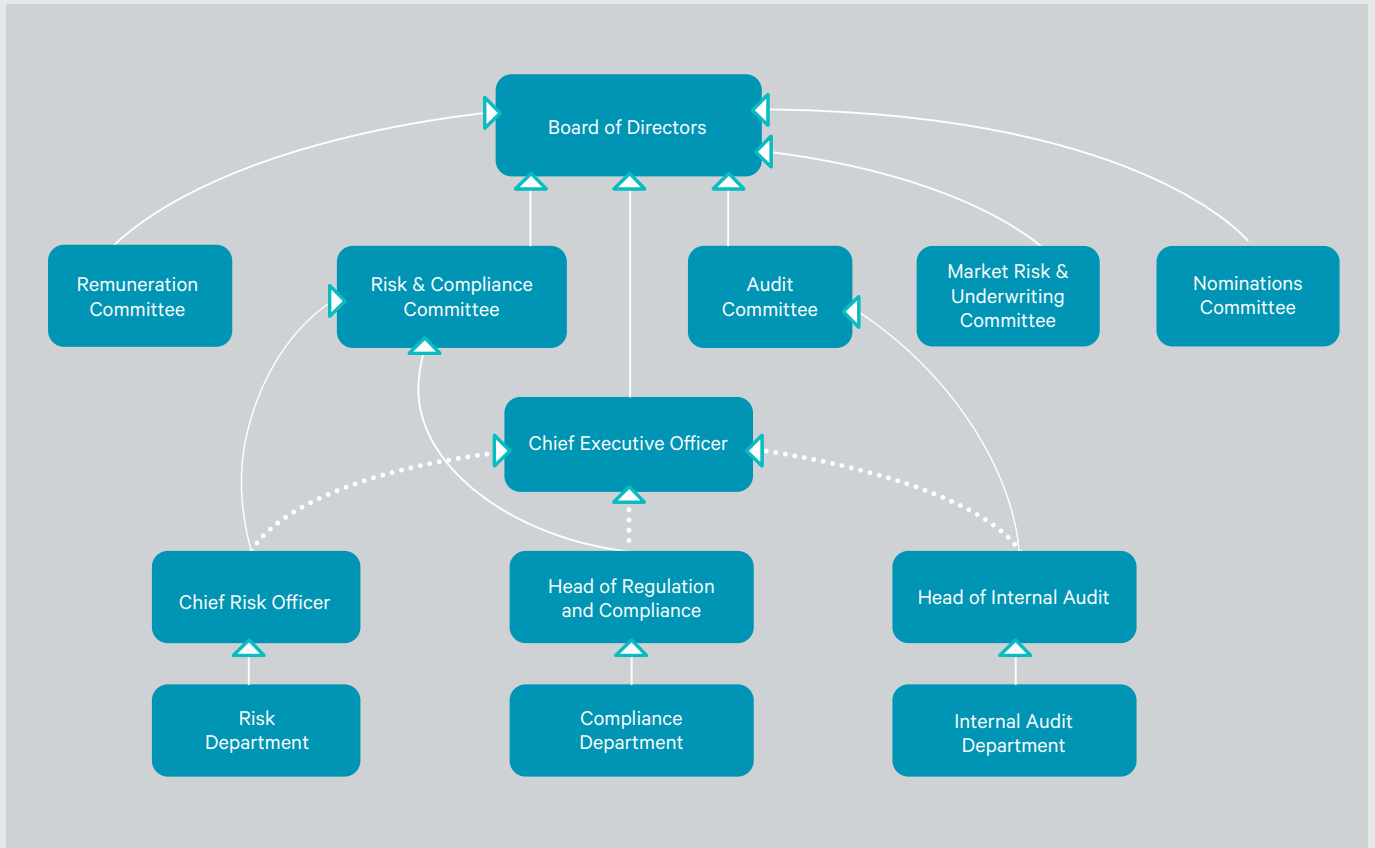 Board of Directors
Remuneration
Committee
Risk & Compliance
Committee
Audit
Committee
Market Risk &
Underwriting
Committee
Nominations
Committee
Chief Executive Officer
Chief Risk Officer
Head of Regulation
and Compliance
Head of Internal Audit
Risk
Department
Compliance
Department
Internal Audit
Department